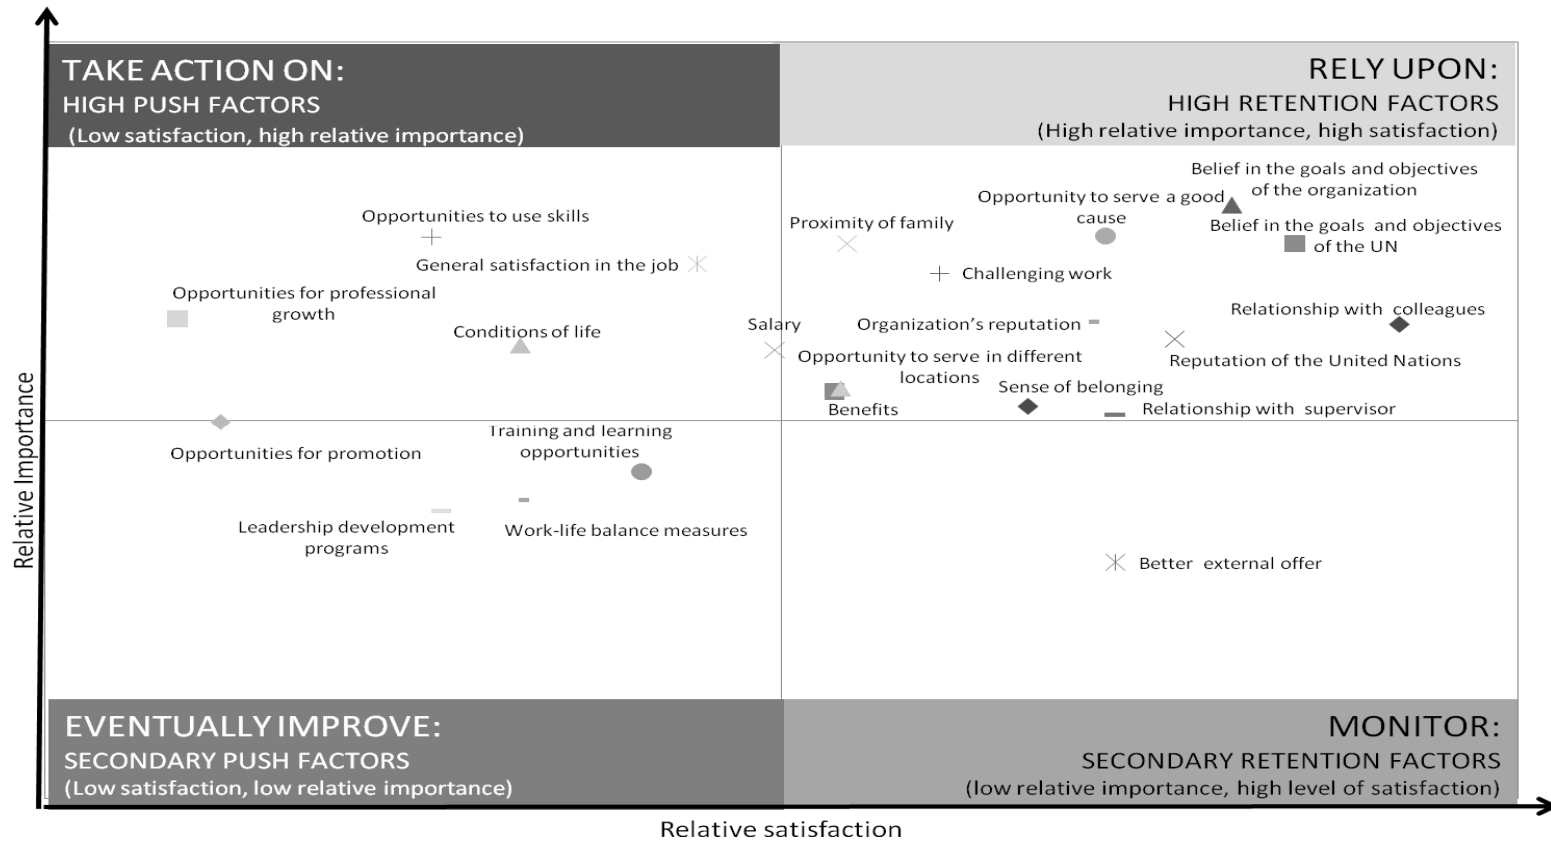 TAKE ACTION ON:
HIGH PUSH FACTORS
(Low satisfaction, high relative importance)
RELY UPON:
HIGH RETENTION FACTORS
(High relative importance, high satisfaction)
Belief in the goals and objectives
of the organization
Opportunity to serve a good
cause
Opportunities to use skills
Proximity of family
Belief in the goals and objectives
of the UN
General satisfaction in the job
Challenging work
Opportunities for professional
growth
Relationship with colleagues
Conditions of life
Salary
Organization's reputation
Opportunity to serve in different
locations
Reputation of the United Nations
Sense of belonging
Benefits
Relationship with supervisor
Training and learning
opportunities
Opportunities for promotion
Leadership development
programs
Work-life balance measures
Better external offer
Relative Importance
EVENTUALLY IMPROVE:
SECONDARY PUSH FACTORS
(Low satisfaction, low relative importance)
MONITOR:
SECONDARY RETENTION FACTORS
(low relative importance, high level of satisfaction)
Relative satisfaction